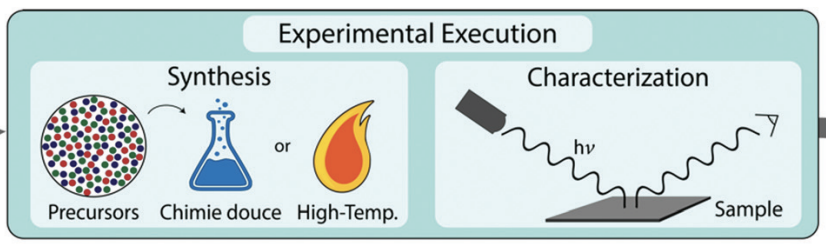 Experimental Execution
Synthesis
or
Precursors
Chimie douce
High-Temp.
Characterization
hν
Sample